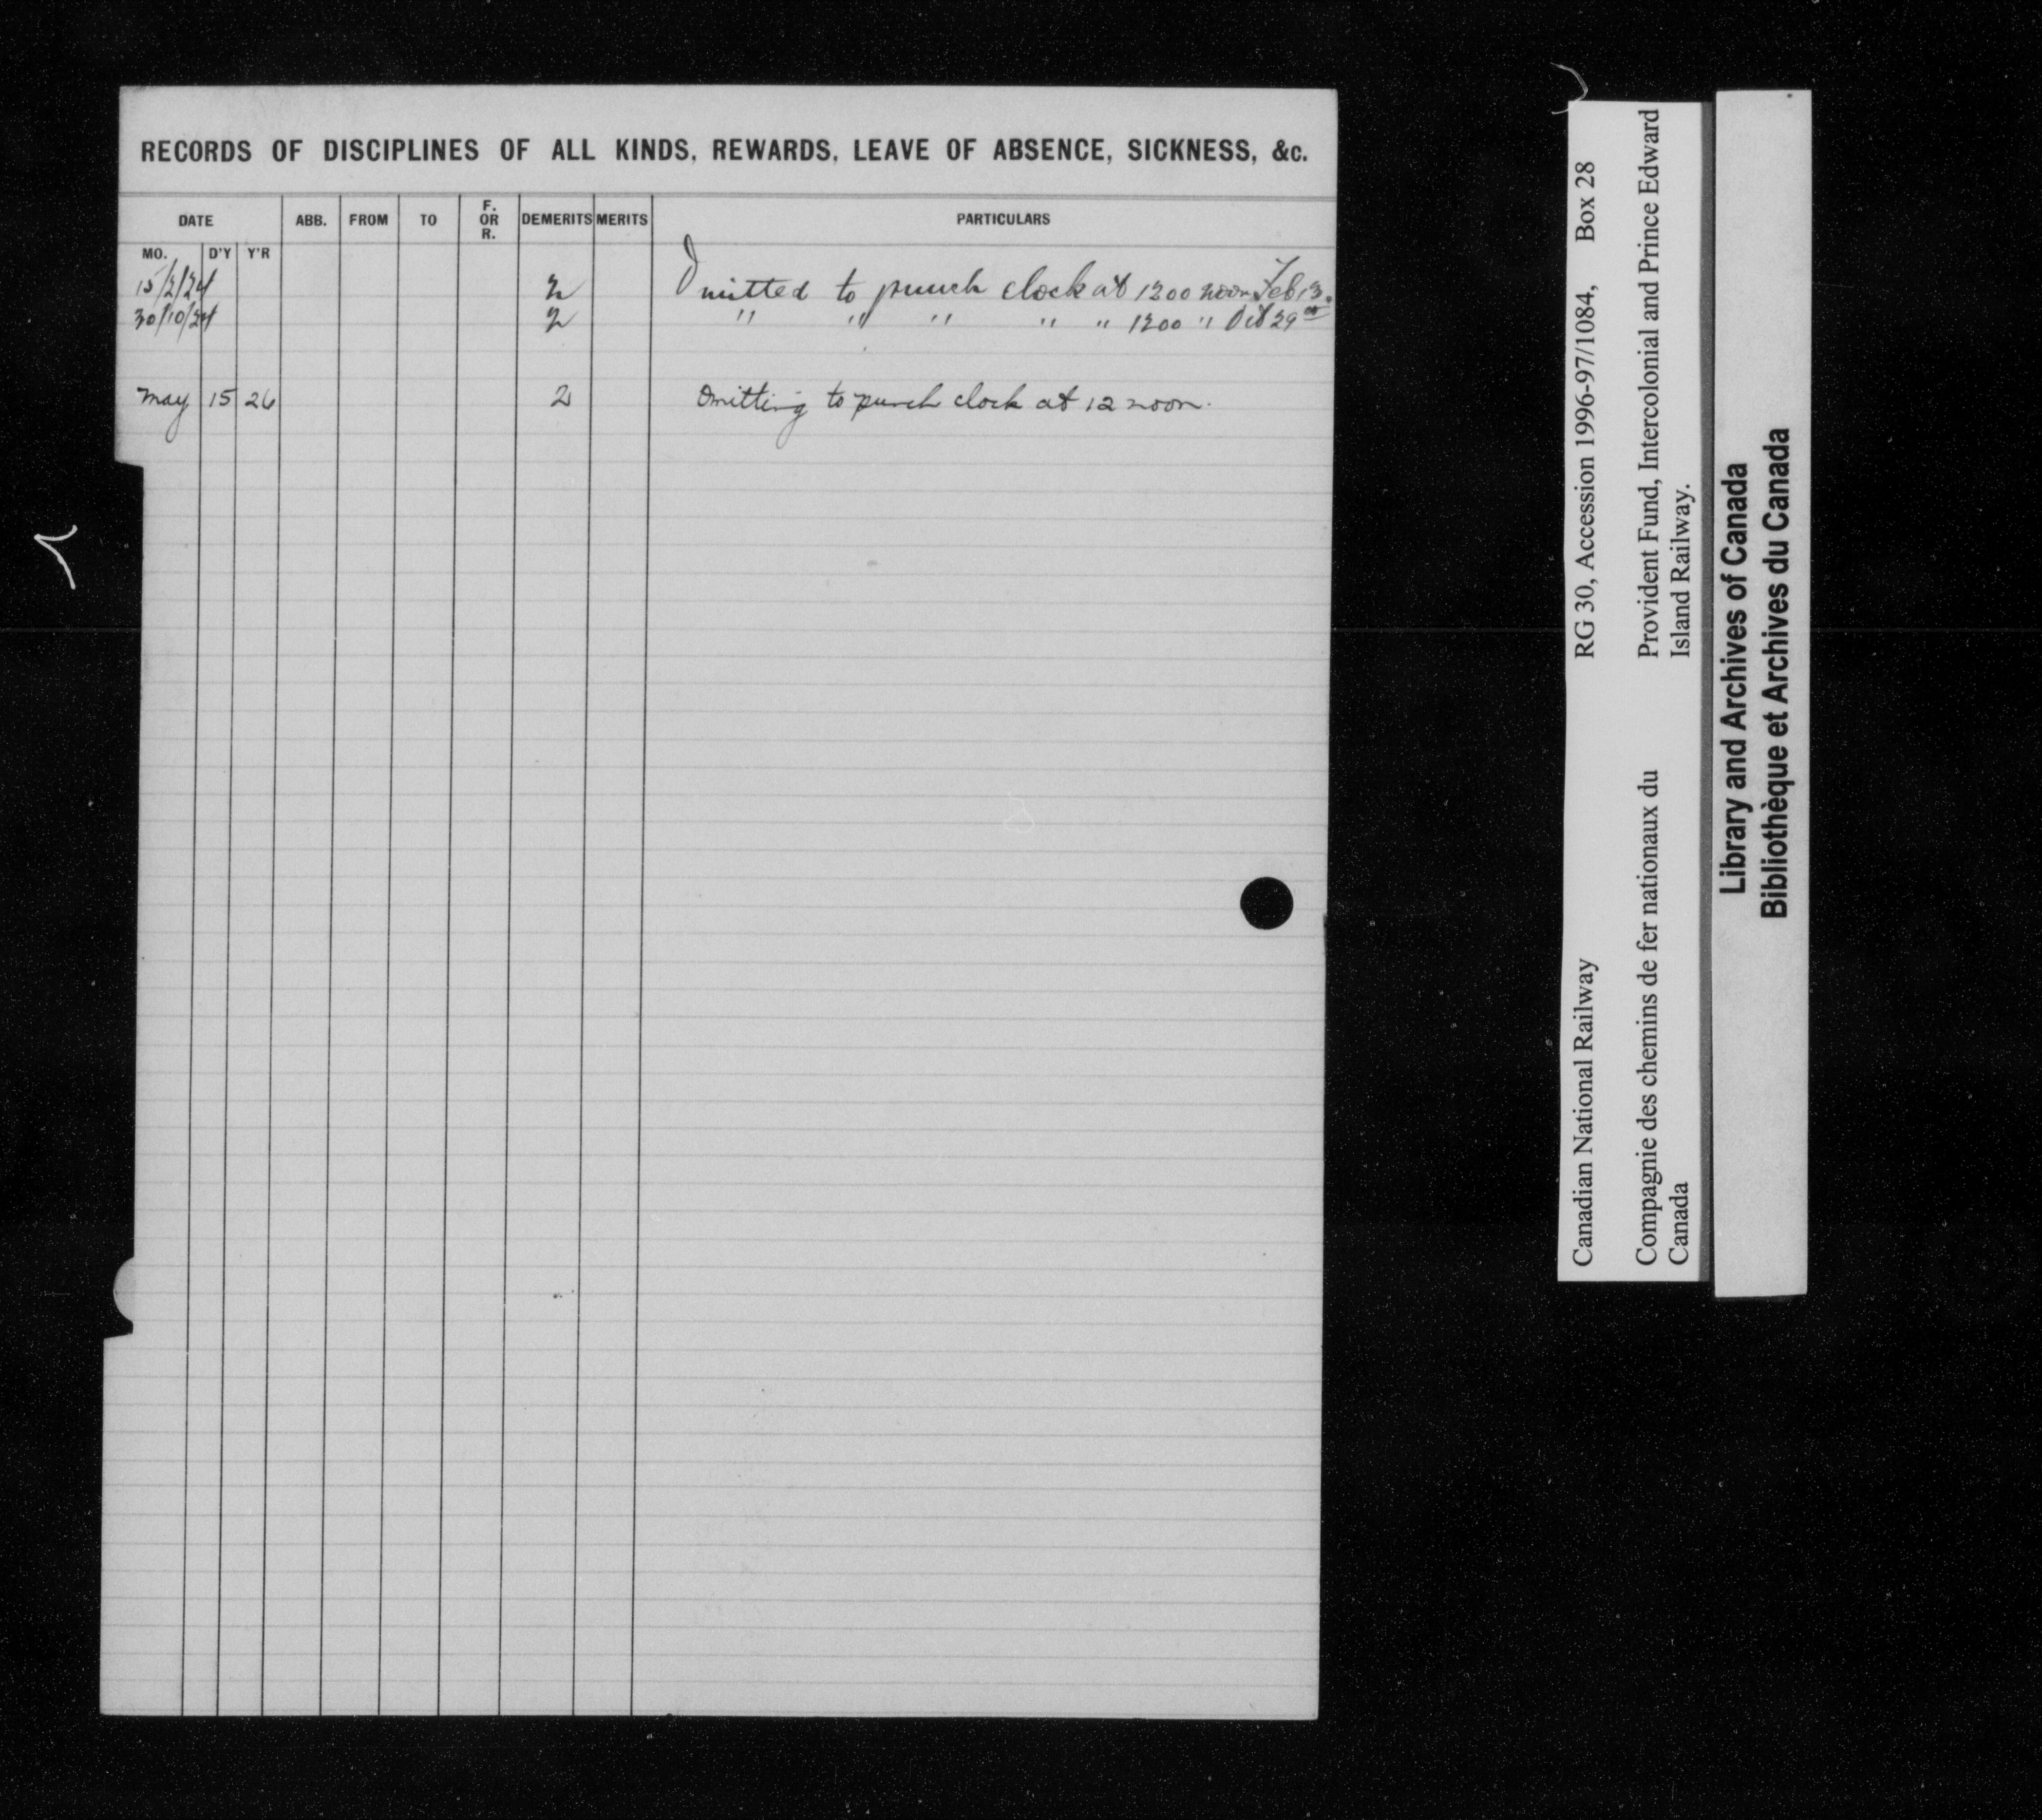 RECORDS OF DISCIPLINES OF ALL KINDS, REWARDS, LEAVE OF ABSENCE, SICKNESS, &c.
DATE ABB. FROM TO F. OR R. DEMERITS MERITS PARTICULARS
MO. D'Y Y'R
15/2/24 2 Omitted to punch clock at 1200 noon Feb 13.
30/10/24 2 " " " " " 1200 " Oct 29
May 15 26 2 Omitting to punch clock at 12 noon.
Canadian National Railway RG 30, Accession 1996-97/1084, Box 28
Compagnie des chemins de fer nationaux du Provident Fund, Intercolonial and Prince Edward
Canada Island Railway.
Library and Archives of Canada
Bibliothèque et Archives du Canada